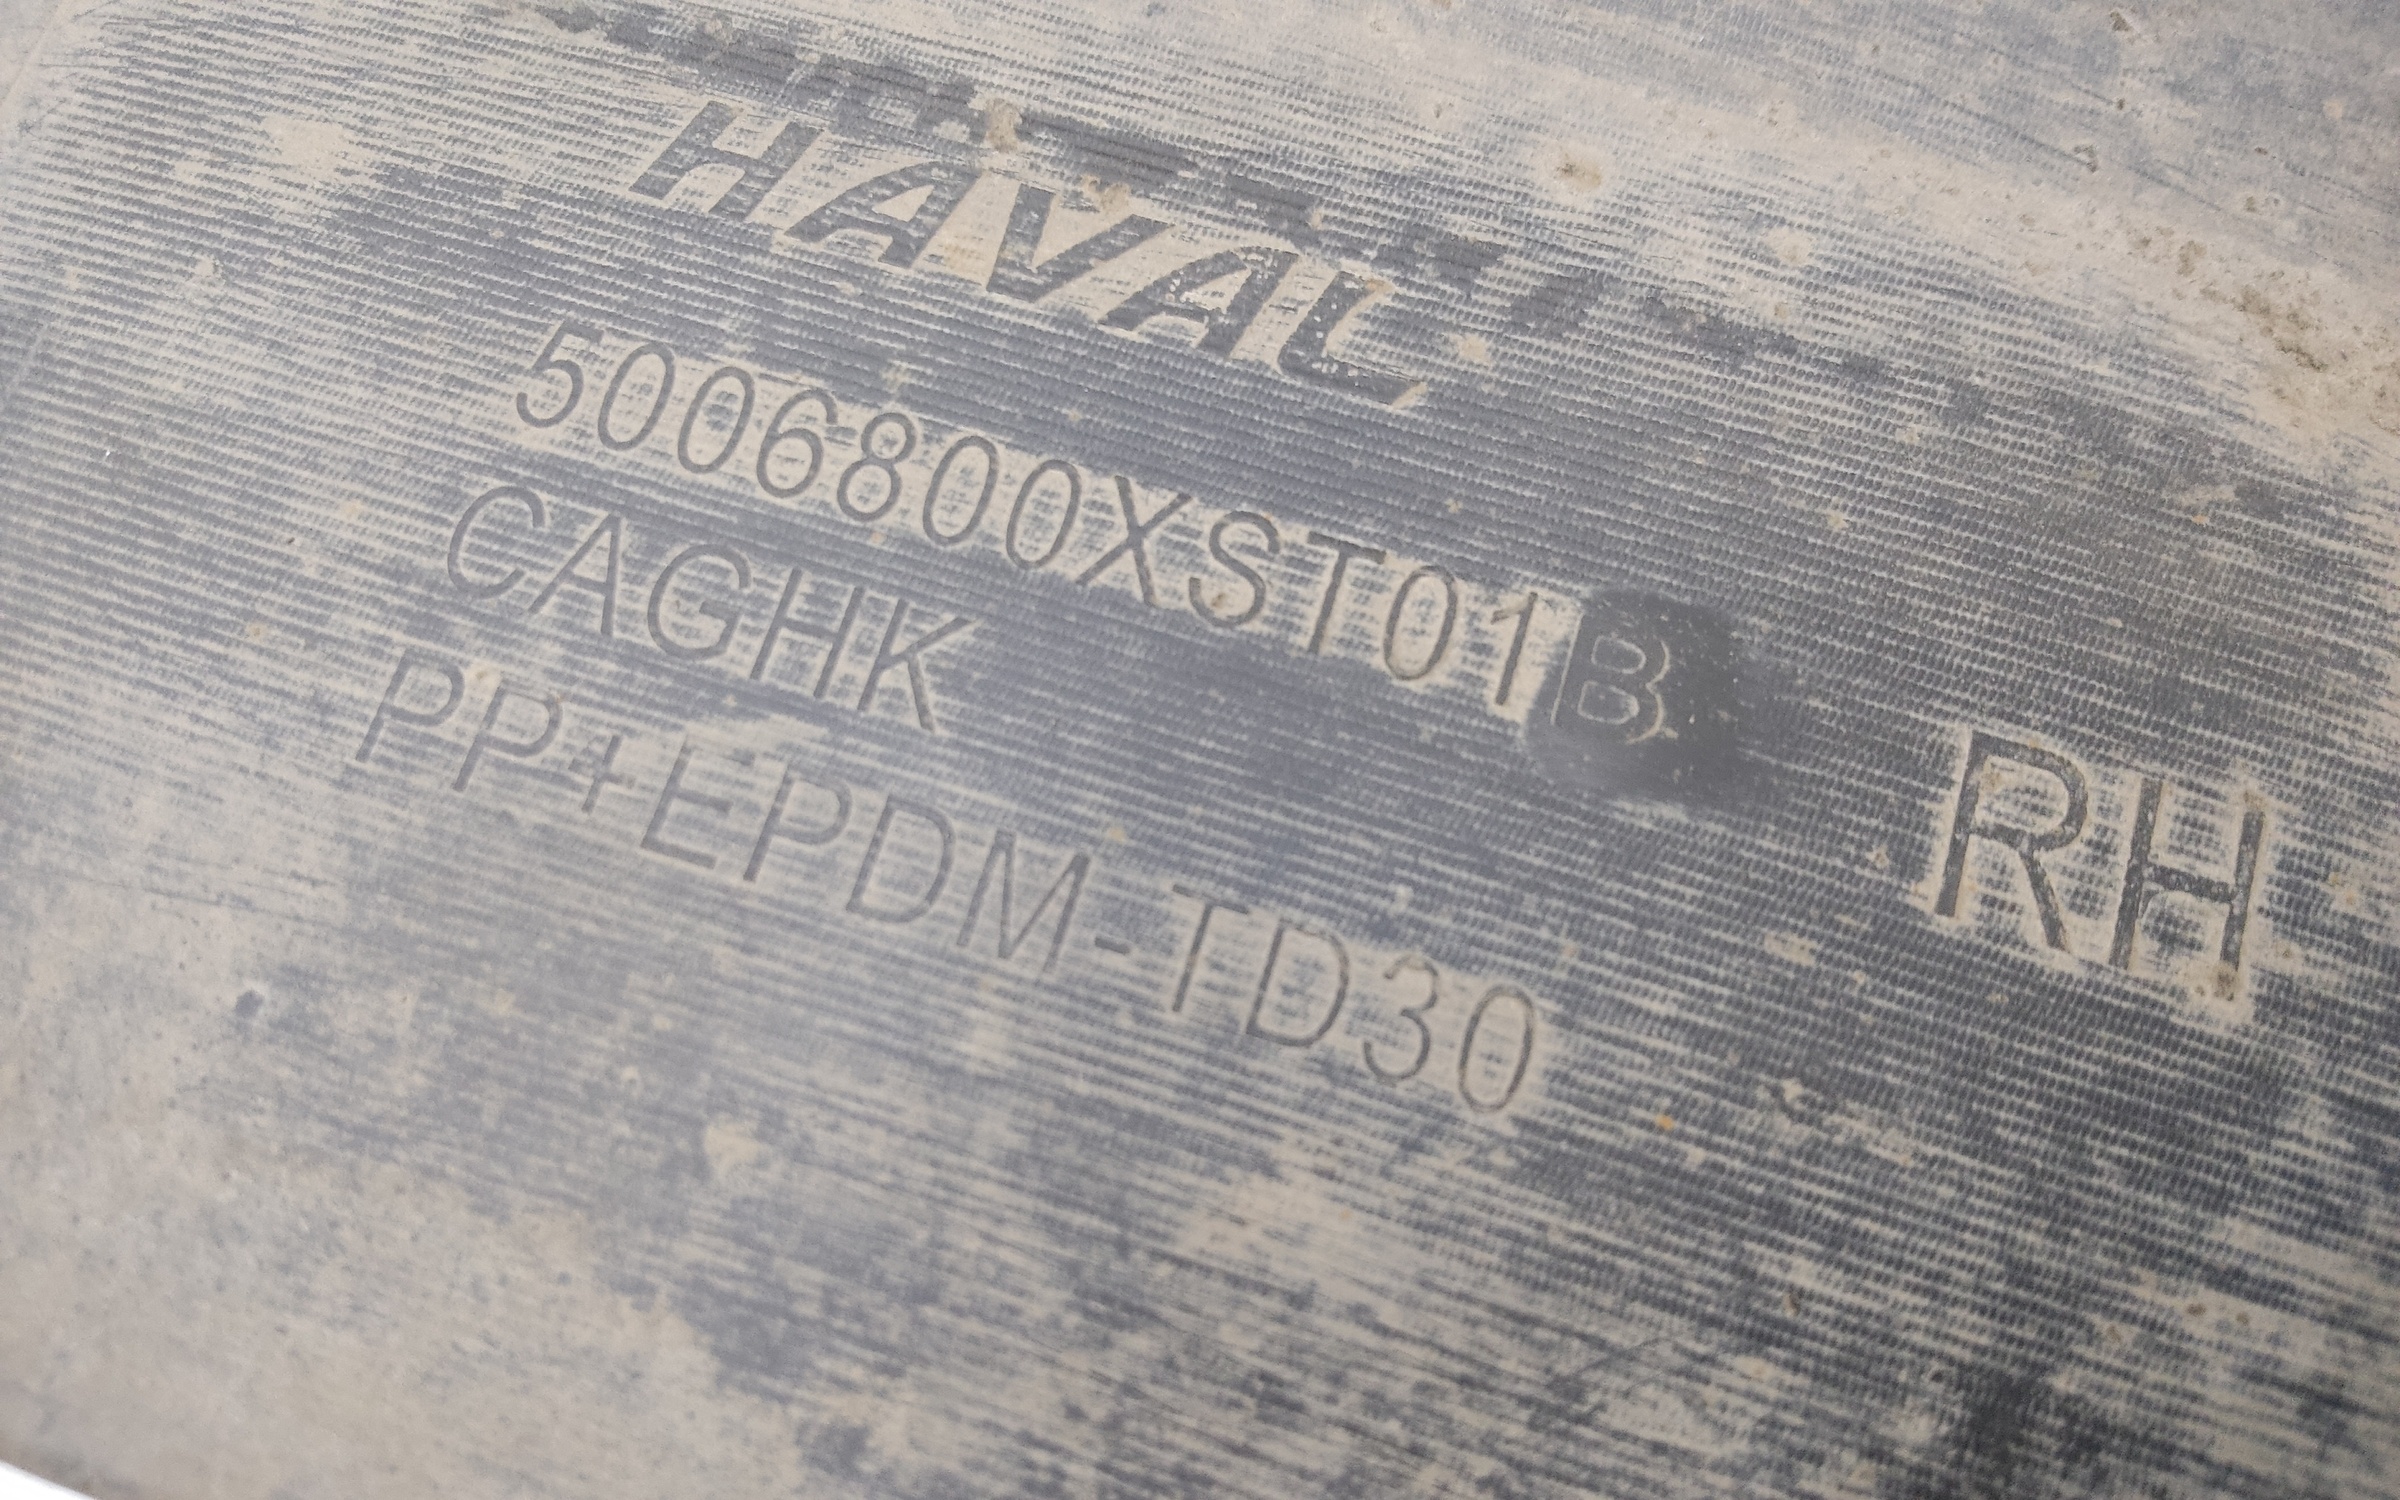 HAVAL
5006800XST01B RH
CAGHK
PP+EPDM-TD30